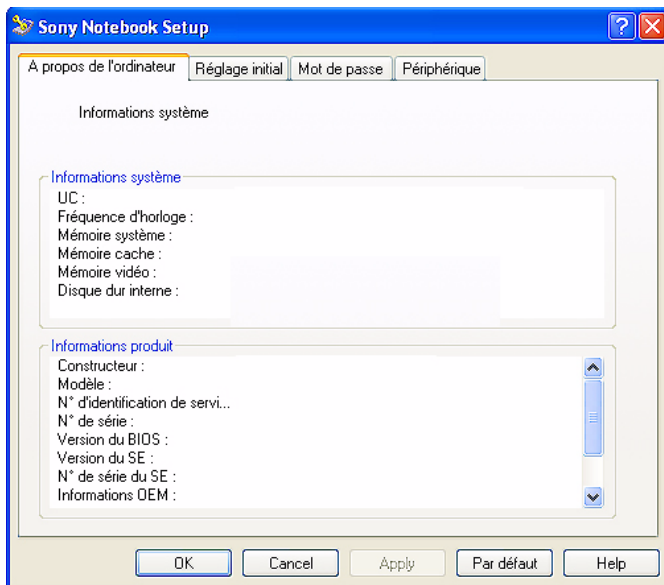 Sony Notebook Setup
A propos de l'ordinateur
Réglage initial
Mot de passe
Périphérique
Informations système
Informations système
UC :
Fréquence d'horloge :
Mémoire système :
Mémoire cache :
Mémoire vidéo :
Disque dur interne :
Informations produit
Constructeur :
Modèle :
N° d'identification de servi...
N° de série :
Version du BIOS :
Version du SE :
N° de série du SE :
Informations OEM :
OK
Cancel
Apply
Par défaut
Help